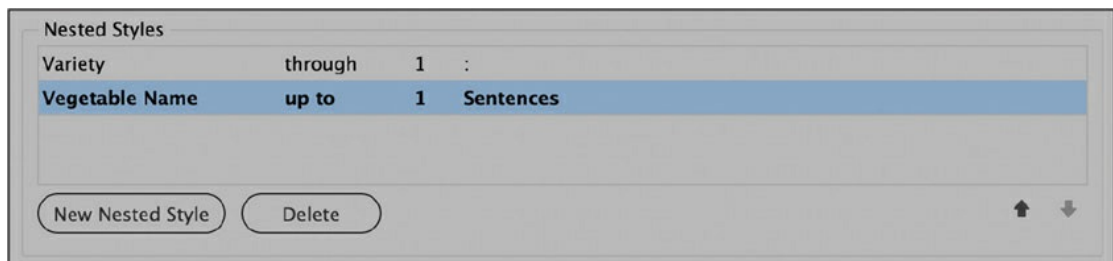 Nested Styles
Variety through 1 :
Vegetable Name up to 1 Sentences
New Nested Style Delete